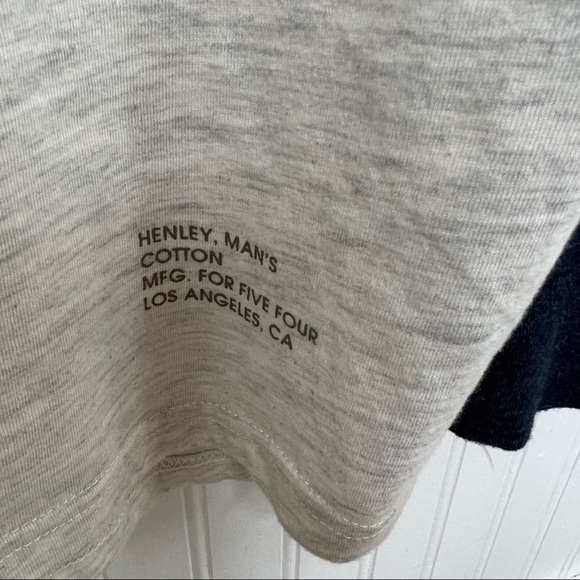 HENLEY, MAN'S
COTTON
MFG. FOR FIVE FOUR
LOS ANGELES, CA